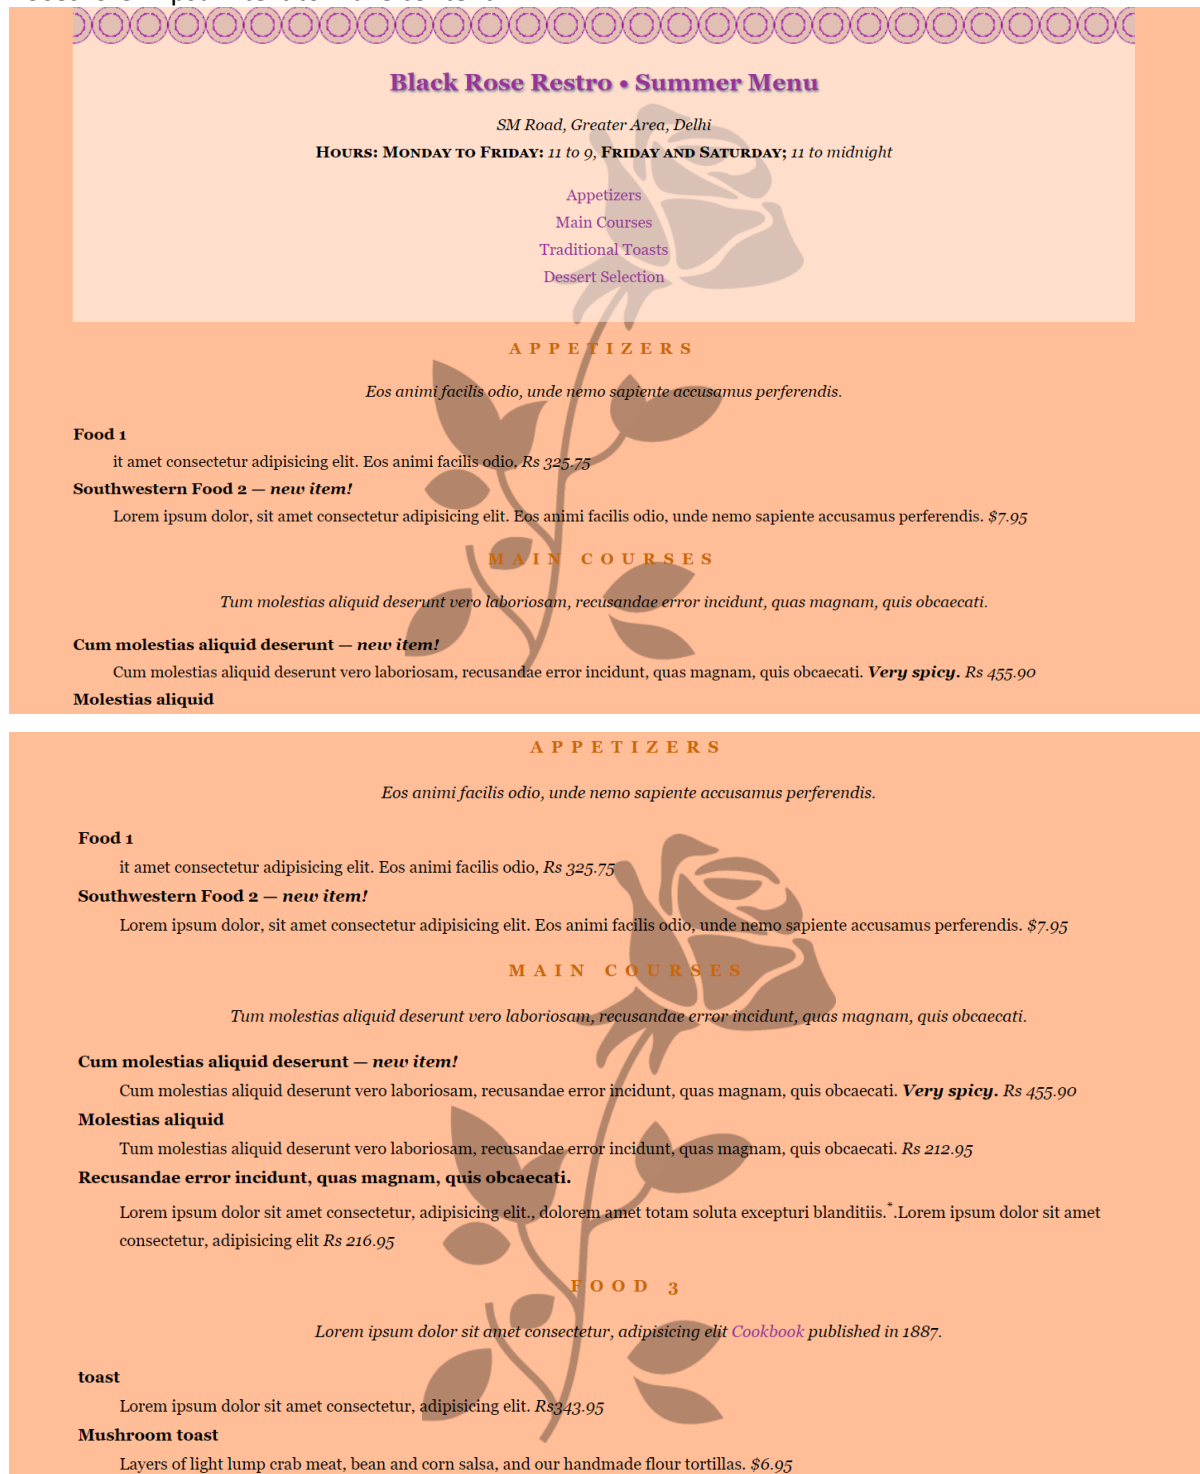 Black Rose Restro • Summer Menu
SM Road, Greater Area, Delhi
Hours: Monday to Friday: 11 to 9, Friday and Saturday; 11 to midnight
Appetizers
Main Courses
Traditional Toasts
Dessert Selection
APPETIZERS
Eos animi facilis odio, unde nemo sapiente accusamus perferendis.
Food 1
it amet consectetur adipisicing elit. Eos animi facilis odio, Rs 325.75
Southwestern Food 2 — new item!
Lorem ipsum dolor, sit amet consectetur adipisicing elit. Eos animi facilis odio, unde nemo sapiente accusamus perferendis. $7.95
MAIN COURSES
Tum molestias aliquid deserunt vero laboriosam, recusandae error incidunt, quas magnam, quis obcaecati.
Cum molestias aliquid deserunt — new item!
Cum molestias aliquid deserunt vero laboriosam, recusandae error incidunt, quas magnam, quis obcaecati. Very spicy. Rs 455.90
Molestias aliquid
APPETIZERS
Eos animi facilis odio, unde nemo sapiente accusamus perferendis.
Food 1
it amet consectetur adipisicing elit. Eos animi facilis odio, Rs 325.75
Southwestern Food 2 — new item!
Lorem ipsum dolor, sit amet consectetur adipisicing elit. Eos animi facilis odio, unde nemo sapiente accusamus perferendis. $7.95
MAIN COURSES
Tum molestias aliquid deserunt vero laboriosam, recusandae error incidunt, quas magnam, quis obcaecati.
Cum molestias aliquid deserunt — new item!
Cum molestias aliquid deserunt vero laboriosam, recusandae error incidunt, quas magnam, quis obcaecati. Very spicy. Rs 455.90
Molestias aliquid
Tum molestias aliquid deserunt vero laboriosam, recusandae error incidunt, quas magnam, quis obcaecati. Rs 212.95
Recusandae error incidunt, quas magnam, quis obcaecati.
Lorem ipsum dolor sit amet consectetur, adipisicing elit., dolorem amet totam soluta excepturi blanditiis.*.Lorem ipsum dolor sit amet
consectetur, adipisicing elit Rs 216.95
FOOD 3
Lorem ipsum dolor sit amet consectetur, adipisicing elit Cookbook published in 1887.
toast
Lorem ipsum dolor sit amet consectetur, adipisicing elit. Rs343.95
Mushroom toast
Layers of light lump crab meat, bean and corn salsa, and our handmade flour tortillas. $6.95